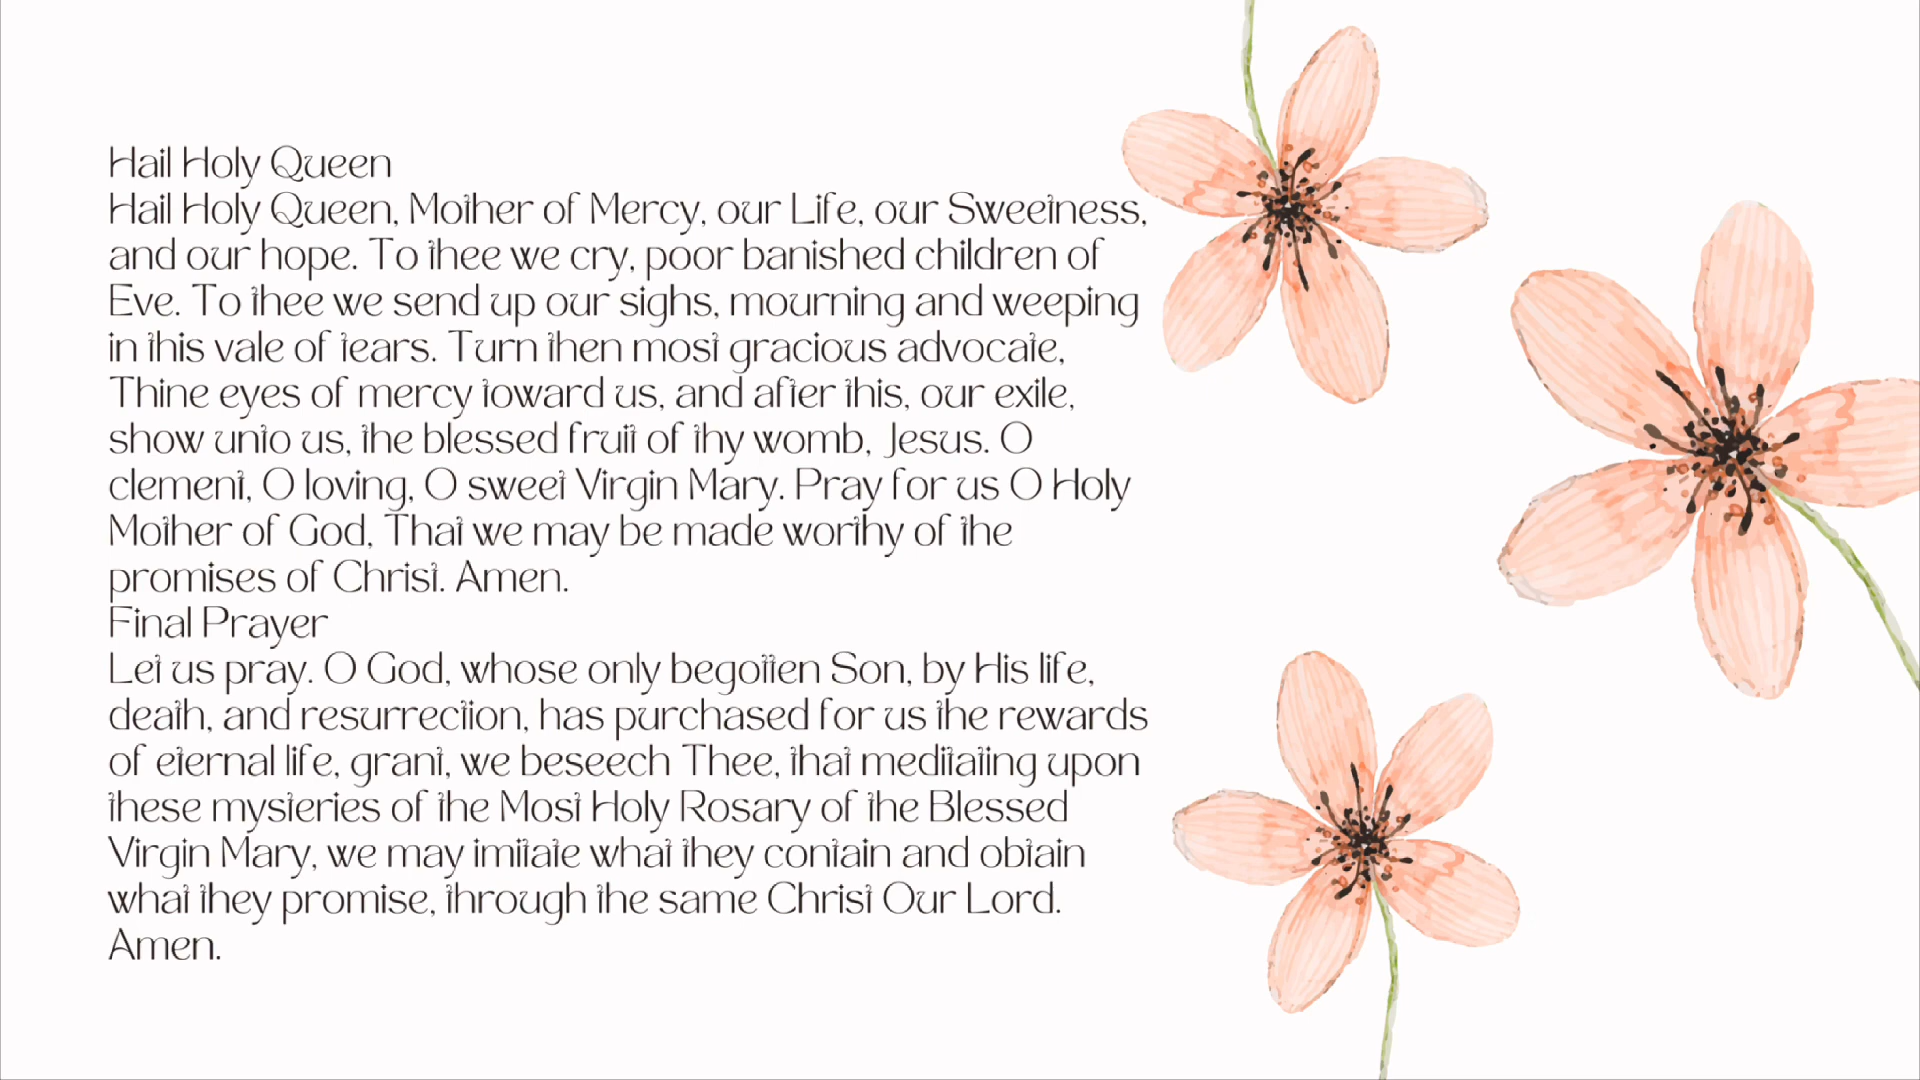 Hail Holy Queen
Hail Holy Queen, Mother of Mercy, our Life, our Sweetness,
and our hope. To thee we cry, poor banished children of
Eve. To thee we send up our sighs, mourning and weeping
in this vale of tears. Turn then most gracious advocate,
Thine eyes of mercy toward us, and after this, our exile,
show unto us, the blessed fruit of thy womb, Jesus. O
clement, O loving, O sweet Virgin Mary. Pray for us O Holy
Mother of God, That we may be made worthy of the
promises of Christ. Amen.
Final Prayer
Let us pray. O God, whose only begotten Son, by His life,
death, and resurrection, has purchased for us the rewards
of eternal life, grant, we beseech Thee, that meditating upon
these mysteries of the Most Holy Rosary of the Blessed
Virgin Mary, we may imitate what they contain and obtain
what they promise, through the same Christ Our Lord.
Amen.